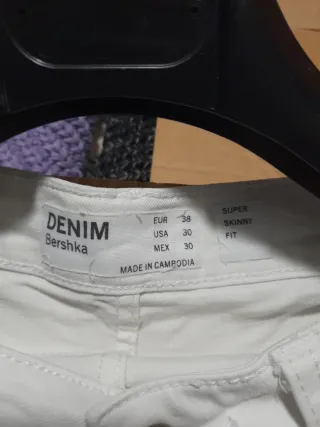 DENIM
Bershka
EUR 38
USA 30
MEX 30
MADE IN CAMBODIA
SUPER
SKINNY
FIT